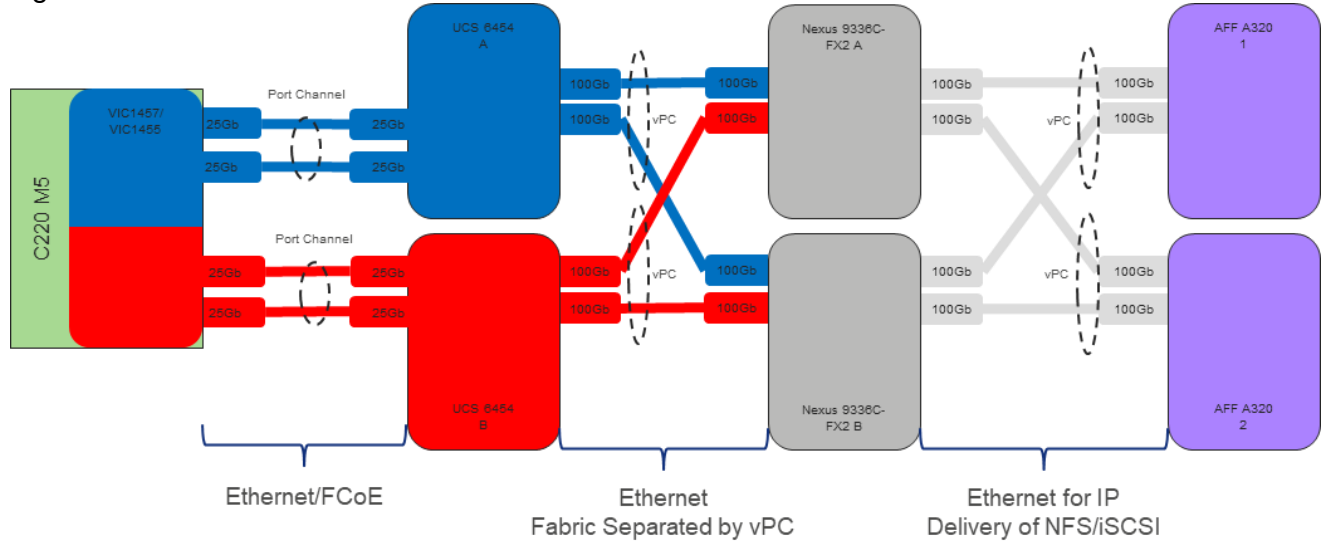 C220 M5
VIC1457/
VIC1455
25Gb
Port Channel
25Gb
25Gb
25Gb
25Gb
Port Channel
25Gb
25Gb
25Gb
UCS 6454
A
UCS 6454
B
100Gb
100Gb
vPC
100Gb
100Gb
100Gb
100Gb
vPC
100Gb
100Gb
Nexus 9336C-
FX2 A
Nexus 9336C-
FX2 B
100Gb
100Gb
vPC
100Gb
100Gb
100Gb
100Gb
vPC
100Gb
100Gb
AFF A320
1
AFF A320
2
Ethernet/FCoE
Ethernet
Fabric Separated by vPC
Ethernet for IP
Delivery of NFS/iSCSI